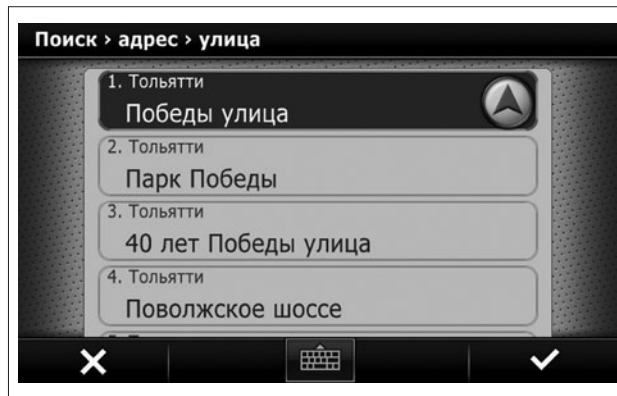 Поиск › адрес › улица
1. Тольятти
Победы улица
2. Тольятти
Парк Победы
3. Тольятти
40 лет Победы улица
4. Тольятти
Поволжское шоссе